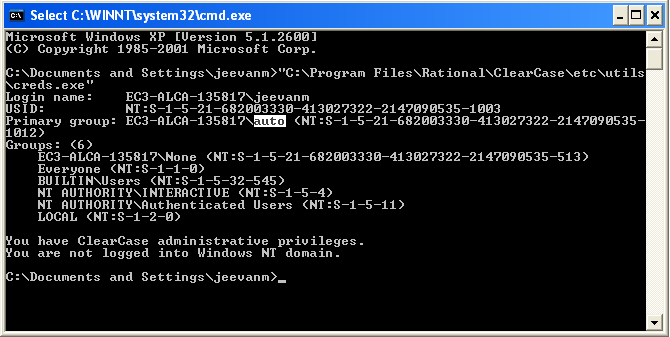 Select C:\WINNT\system32\cmd.exe
Microsoft Windows XP [Version 5.1.2600]
(C) Copyright 1985-2001 Microsoft Corp.
C:\Documents and Settings\jeevanm>"C:\Program Files\Rational\ClearCase\etc\utils
\creds.exe"
Login name:    EC3-ALCA-135817\jeevanm
USID:          NT:S-1-5-21-682003330-413027322-2147090535-1003
Primary group: EC3-ALCA-135817\auto (NT:S-1-5-21-682003330-413027322-2147090535-
1012)
Groups: (6)
    EC3-ALCA-135817\None (NT:S-1-5-21-682003330-413027322-2147090535-513)
    Everyone (NT:S-1-1-0)
    BUILTIN\Users (NT:S-1-5-32-545)
    NT AUTHORITY\INTERACTIVE (NT:S-1-5-4)
    NT AUTHORITY\Authenticated Users (NT:S-1-5-11)
    LOCAL (NT:S-1-2-0)
You have ClearCase administrative privileges.
You are not logged into Windows NT domain.
C:\Documents and Settings\jeevanm>_